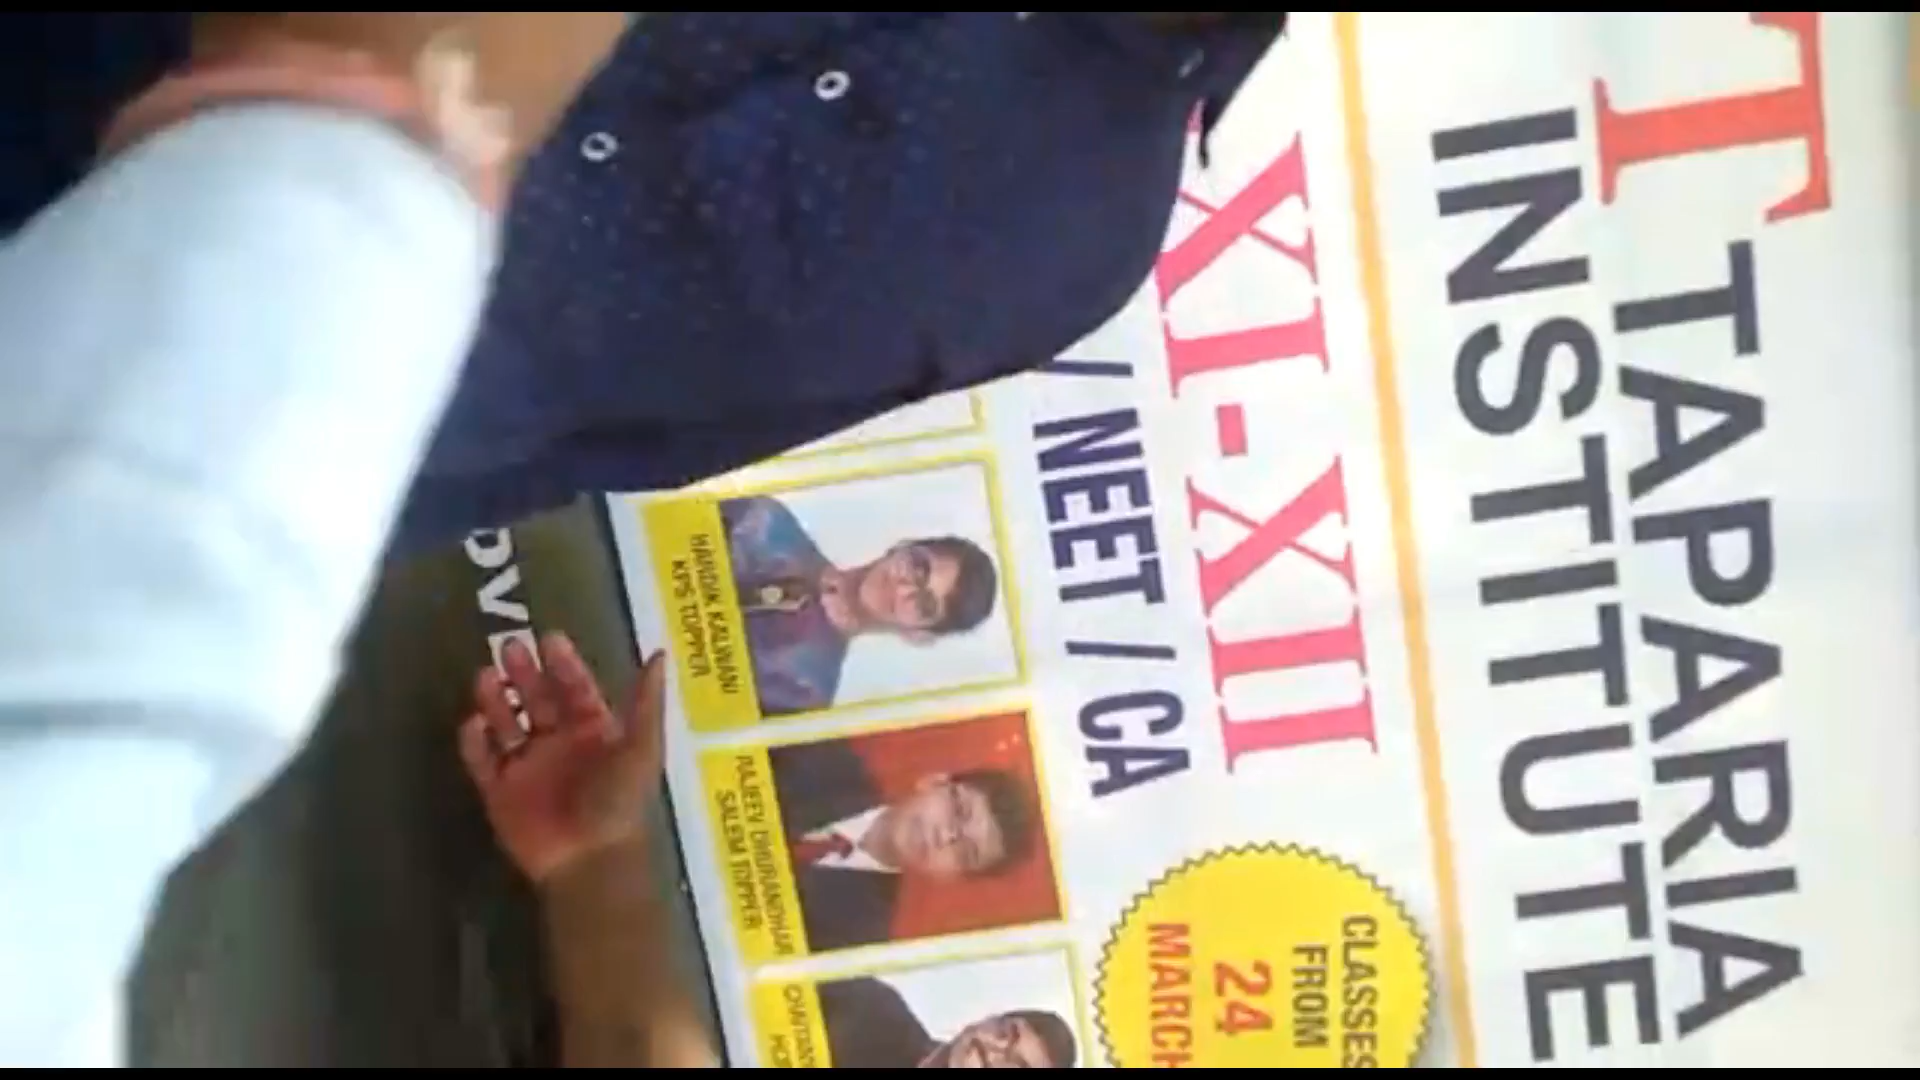 TAPARIA
INSTITUTE
XI-XII
/ NEET / CA
CLASSES
FROM
24
MARCH
HARDIK KALWANI
KPS TOPPER
RAJEEV DHURANDHAR
SALEM TOPPER